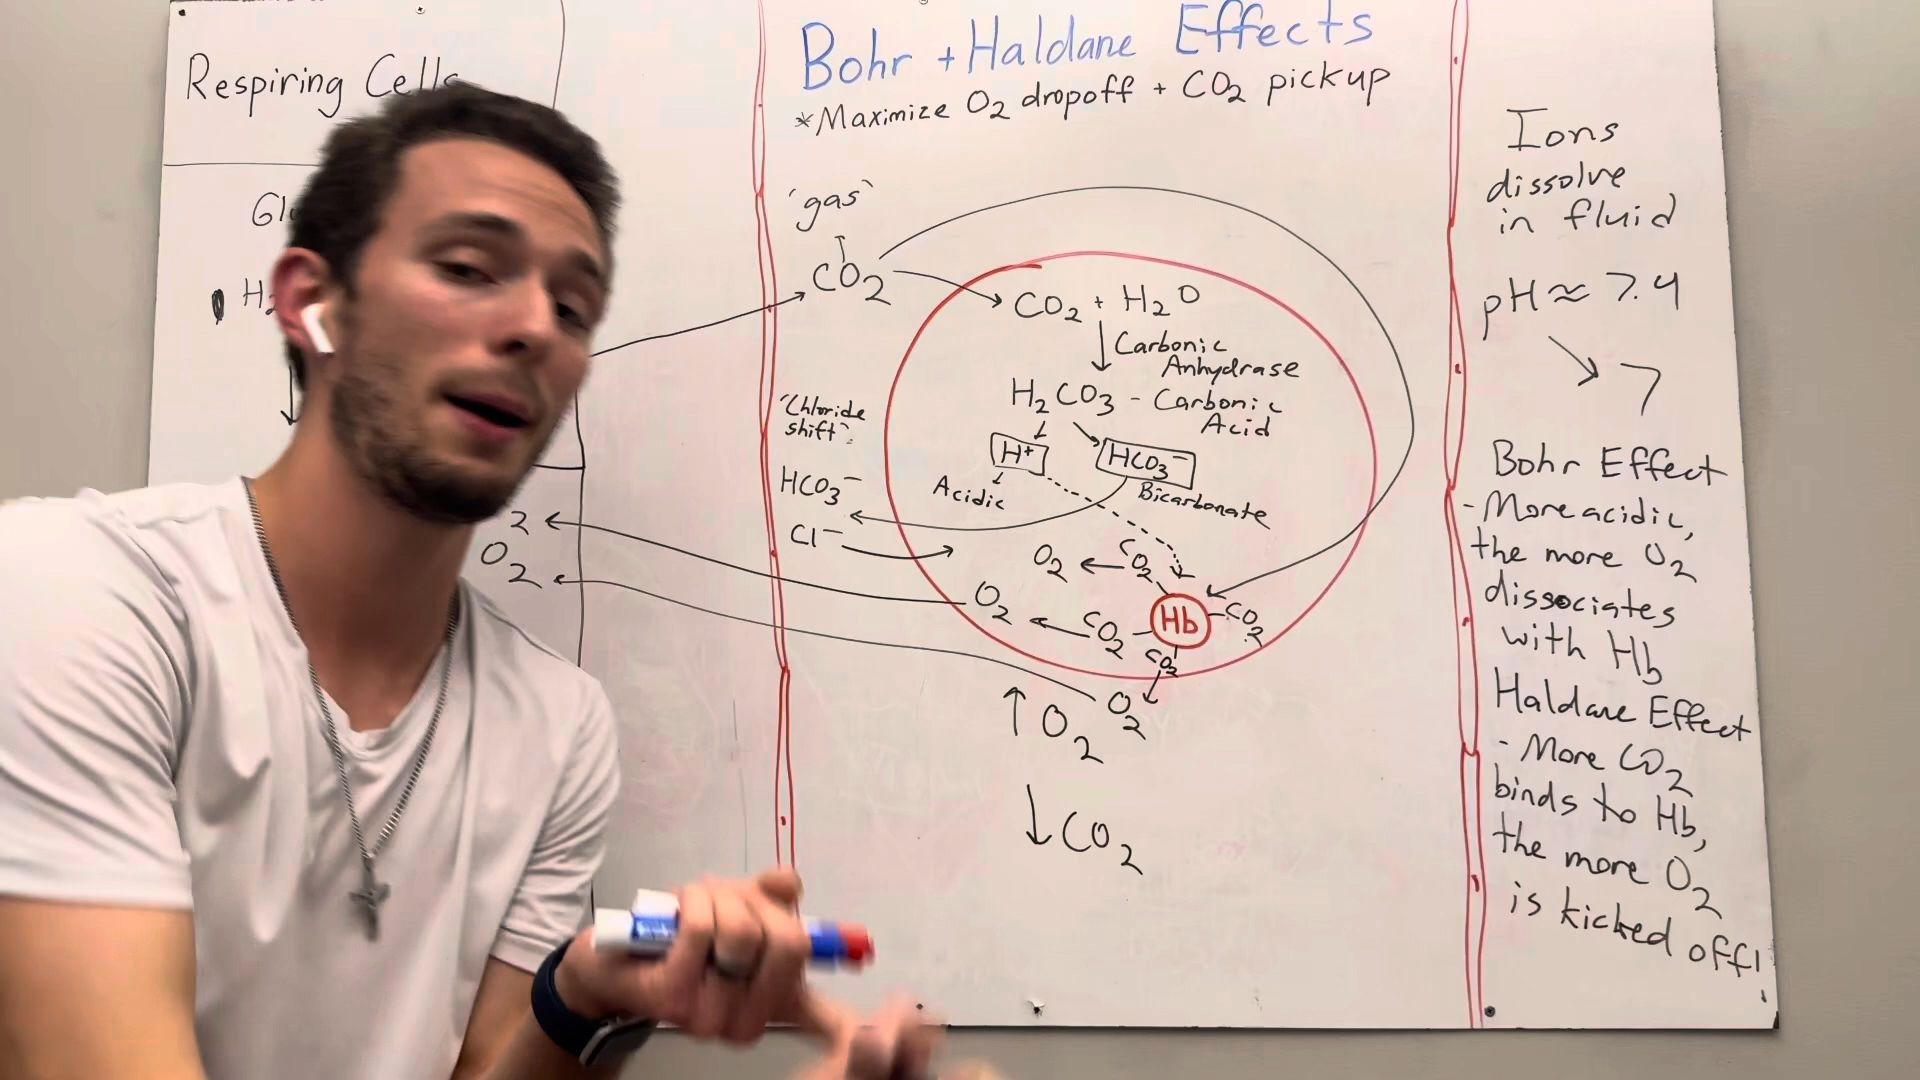 Respiring Cells
Bohr + Haldane Effects
*Maximize O2 dropoff + CO2 pickup
"gas"
CO2
CO2 + H2O
Carbonic
Anhydrase
H2CO3 - Carbonic
Acid
H+
HCO3-
Acidic
Bicarbonate
"Chloride
shift"
HCO3-
Cl-
O2
CO2
O2
CO2
Hb
CO2
CO2
O2
↑O2
↓CO2
2
O2
Ions
dissolve
in fluid
pH≈7.4
↘7
Bohr Effect
- More acidic,
the more O2
dissociates
with Hb
Haldane Effect
- More CO2
binds to Hb,
the more O2
is kicked off!